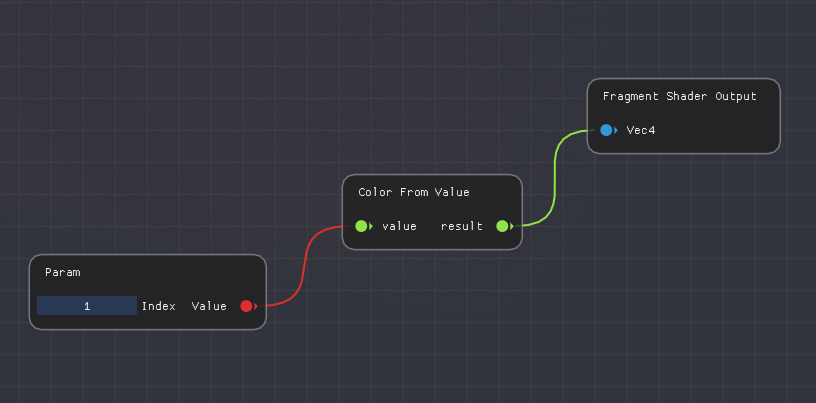 Fragment Shader Output
Vec4
Color From Value
value result
Param
1 Index Value